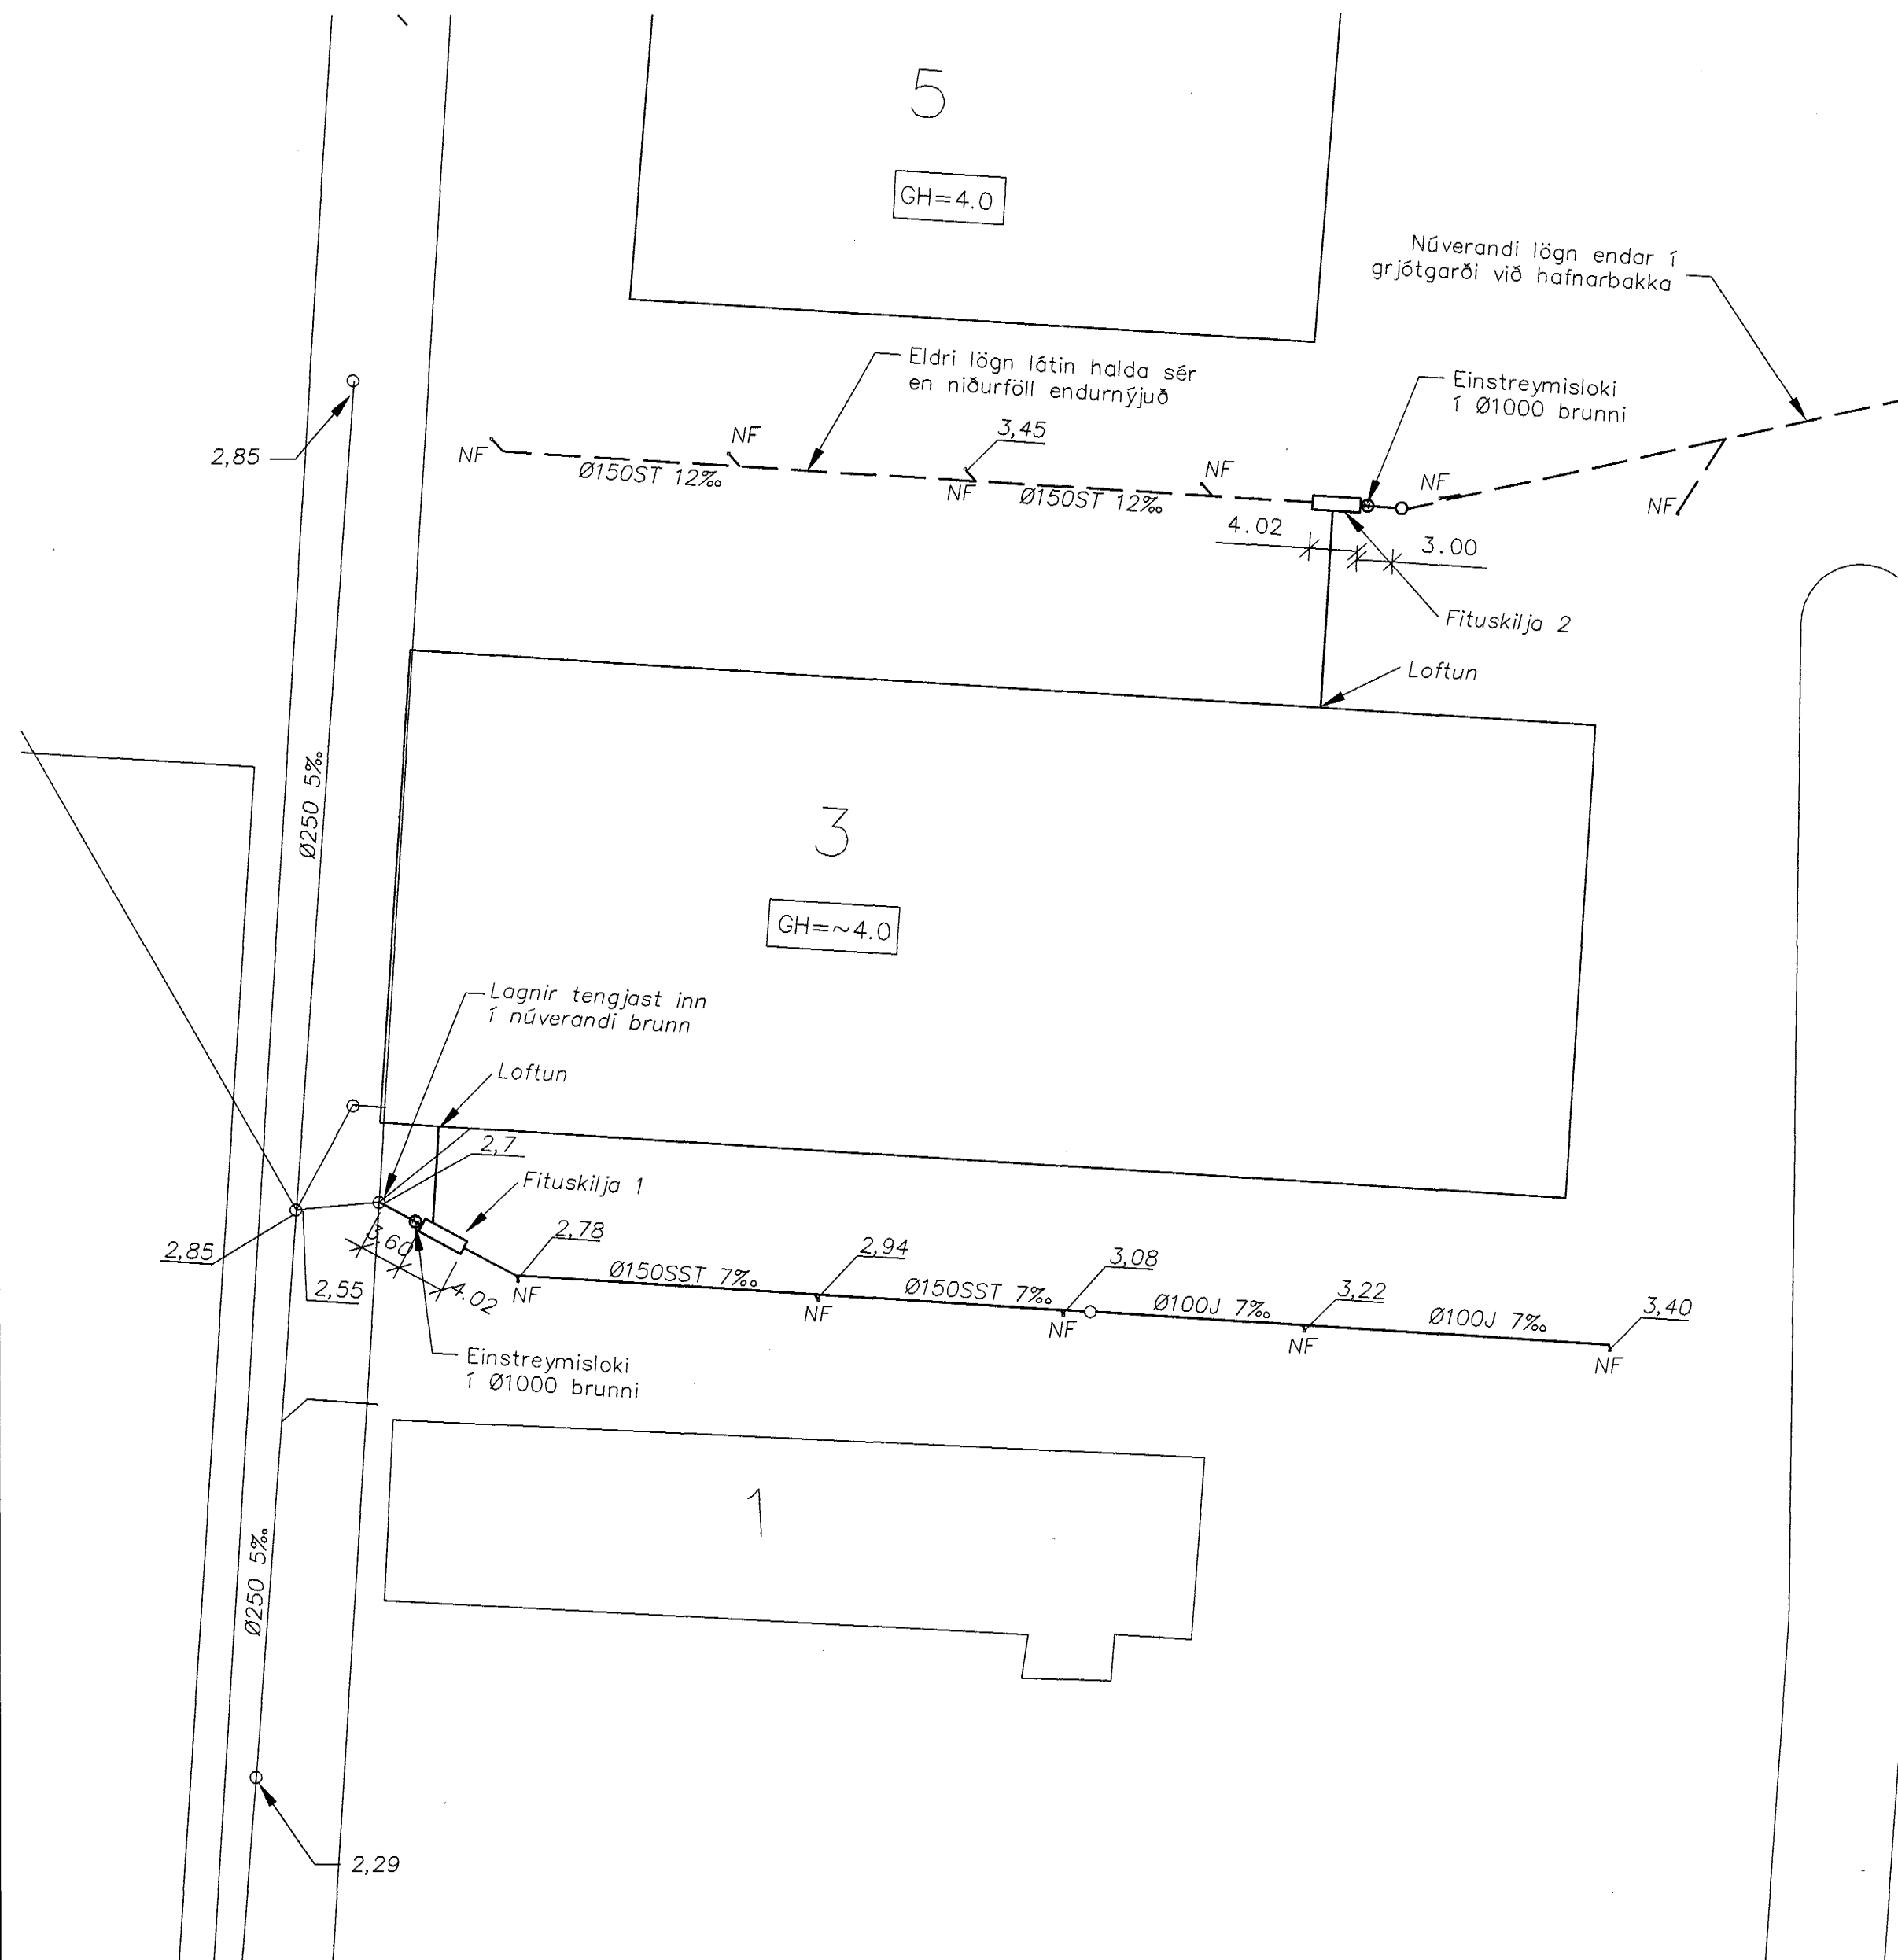 5
GH=4.0
Núverandi lögn endar í
grjótgarði við hafnarbakka
Eldri lögn látin halda sér
en niðurföll endurnýjuð
Einstreymisloki
í Ø1000 brunni
2,85
NF
NF
3,45
NF
NF
NF
NF
Ø150ST 12‰
Ø150ST 12‰
4.02
3.00
Fituskilja 2
Loftun
Ø250 5‰
3
GH=~4.0
Lagnir tengjast inn
í núverandi brunn
Loftun
2,7
Fituskilja 1
2,85
2,55
3.60
4.02
2,78
NF
Ø150SST 7‰
2,94
NF
Ø150SST 7‰
3,08
NF
Ø100J 7‰
3,22
NF
Ø100J 7‰
3,40
NF
Einstreymisloki
í Ø1000 brunni
1
Ø250 5‰
2,29